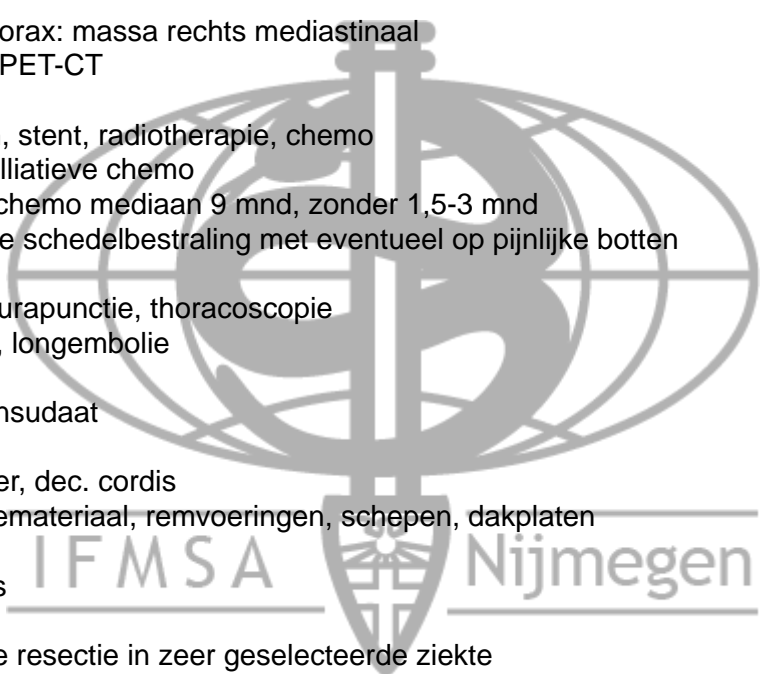 orax: massa rechts mediastinaal
PET-CT
, stent, radiotherapie, chemo
lliatieve chemo
chemo mediaan 9 mnd, zonder 1,5-3 mnd
e schedelbestraling met eventueel op pijnlijke botten
urapunctie, thoracoscopie
, longembolie
nsudaat
er, dec. cordis
emateriaal, remvoeringen, schepen, dakplaten
IFMSA Nijmegen
s
e resectie in zeer geselecteerde ziekte